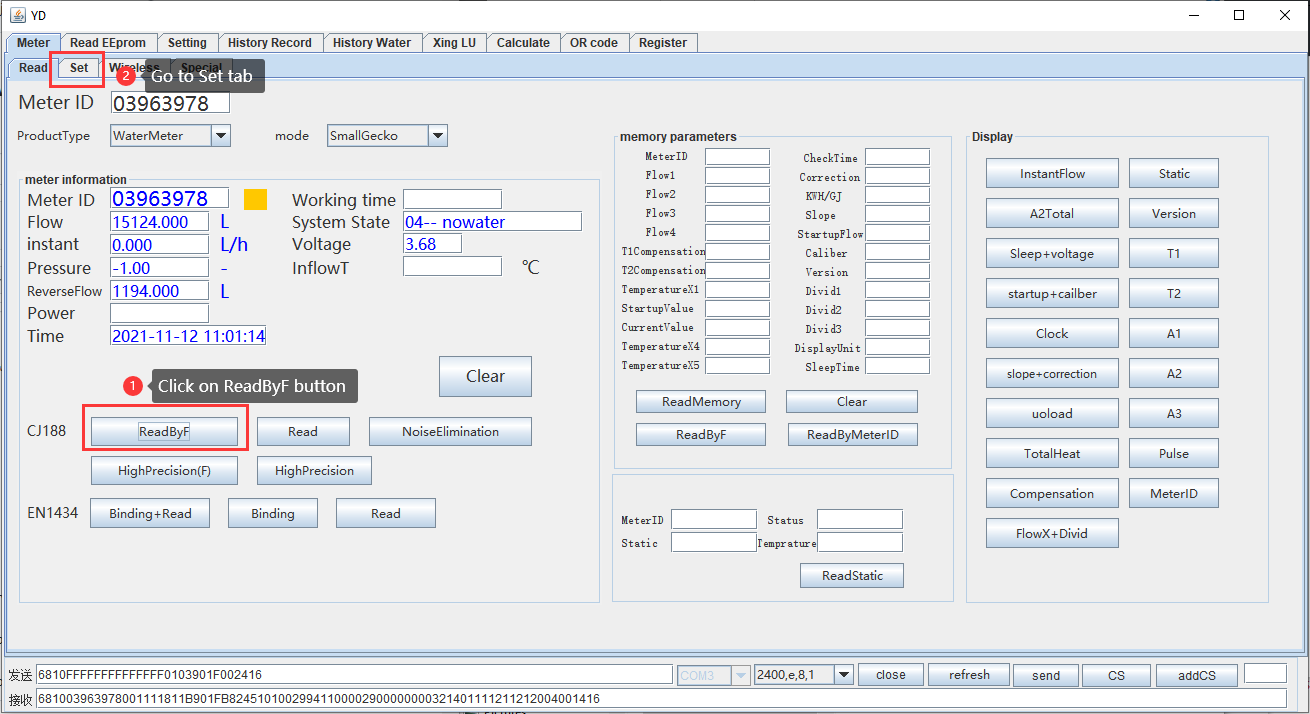 YD
Meter Read EEprom Setting History Record History Water Xing LU Calculate OR code Register
Read Set Wireless Special
2 Go to Set tab
Meter ID 03963978
ProductType WaterMeter mode SmallGecko
meter information
Meter ID 03963978 Working time
Flow 15124.000 L System State 04-- nowater
instant 0.000 L/h Voltage 3.68
Pressure -1.00 - InflowT ℃
ReverseFlow 1194.000 L
Power
Time 2021-11-12 11:01:14
Clear
1 Click on ReadByF button
CJ188 ReadByF Read NoiseElimination
HighPrecision(F) HighPrecision
EN1434 Binding+Read Binding Read
memory parameters
MeterID CheckTime
Flow1 Correction
Flow2 KWH/GJ
Flow3 Slope
Flow4 StartupFlow
T1Compensation Caliber
T2Compensation Version
TemperatureX1 Divid1
StartupValue Divid2
CurrentValue Divid3
TemperatureX4 DisplayUnit
TemperatureX5 SleepTime
ReadMemory Clear
ReadByF ReadByMeterID
MeterID Status
Static Temprature
ReadStatic
Display
InstantFlow Static
A2Total Version
Sleep+voltage T1
startup+cailber T2
Clock A1
slope+correction A2
uoload A3
TotalHeat Pulse
Compensation MeterID
FlowX+Divid
发送 6810FFFFFFFFFFFFFF0103901F002416 COM3 2400,e,8,1 close refresh send CS addCS
接收 6810039639780011118​11B901FB8245101002994110000290000000032140111121121​2004001416